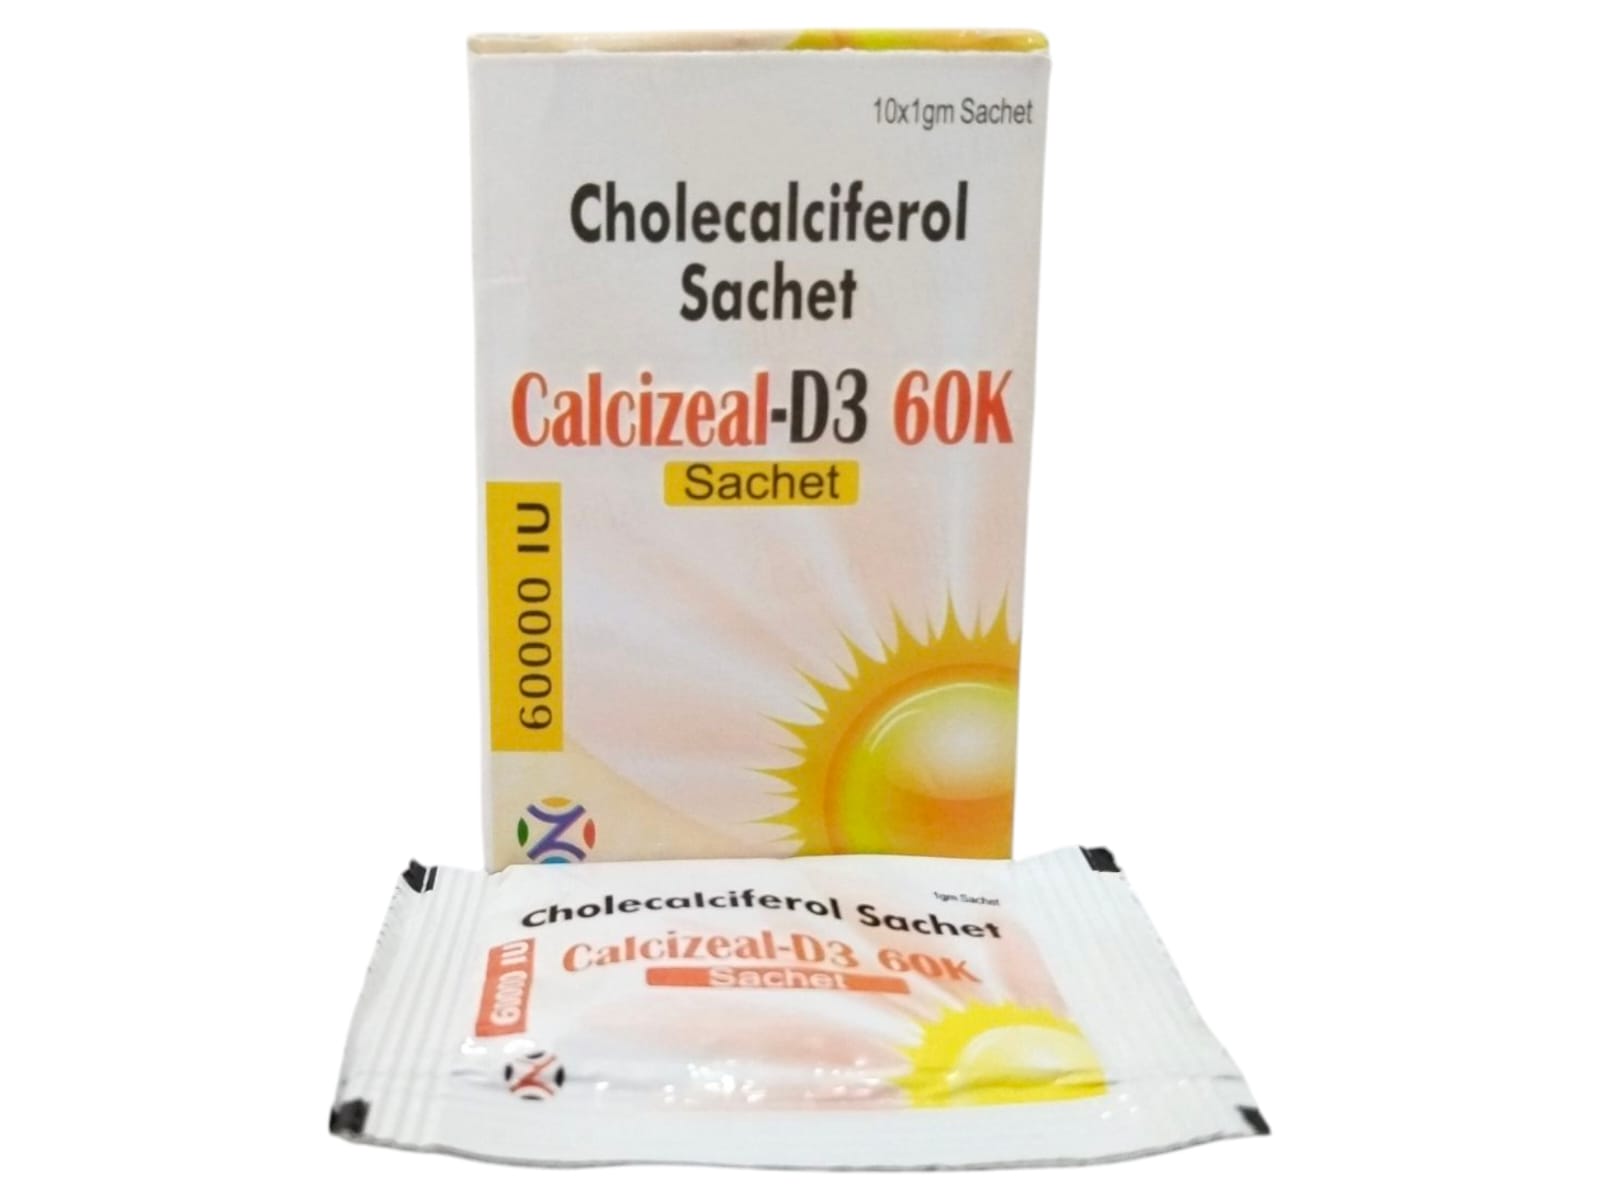 10x1gm Sachet
Cholecalciferol
Sachet
Calcizeal-D3 60K
Sachet
60000 IU
1gm Sachet
Cholecalciferol Sachet
Calcizeal-D3 60K
Sachet
60000 IU